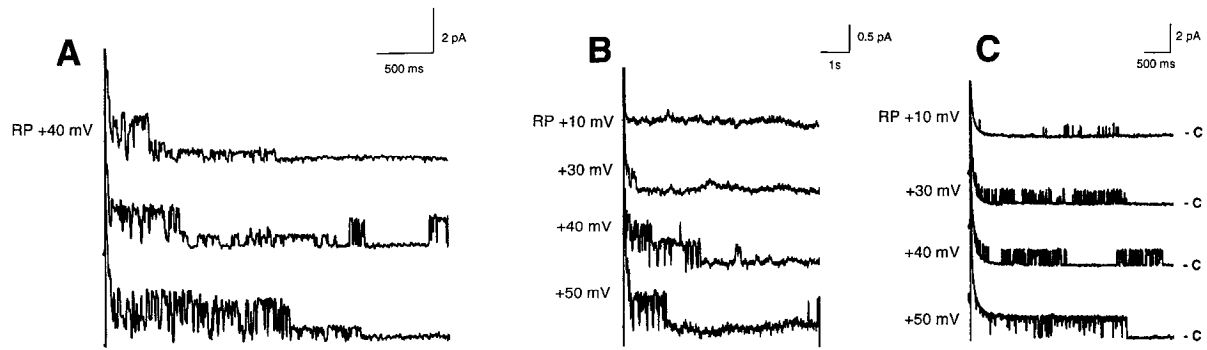 A
2 pA
500 ms
RP +40 mV
B
0.5 pA
1s
RP +10 mV
+30 mV
+40 mV
+50 mV
C
2 pA
500 ms
RP +10 mV
- C
+30 mV
- C
+40 mV
- C
+50 mV
- C